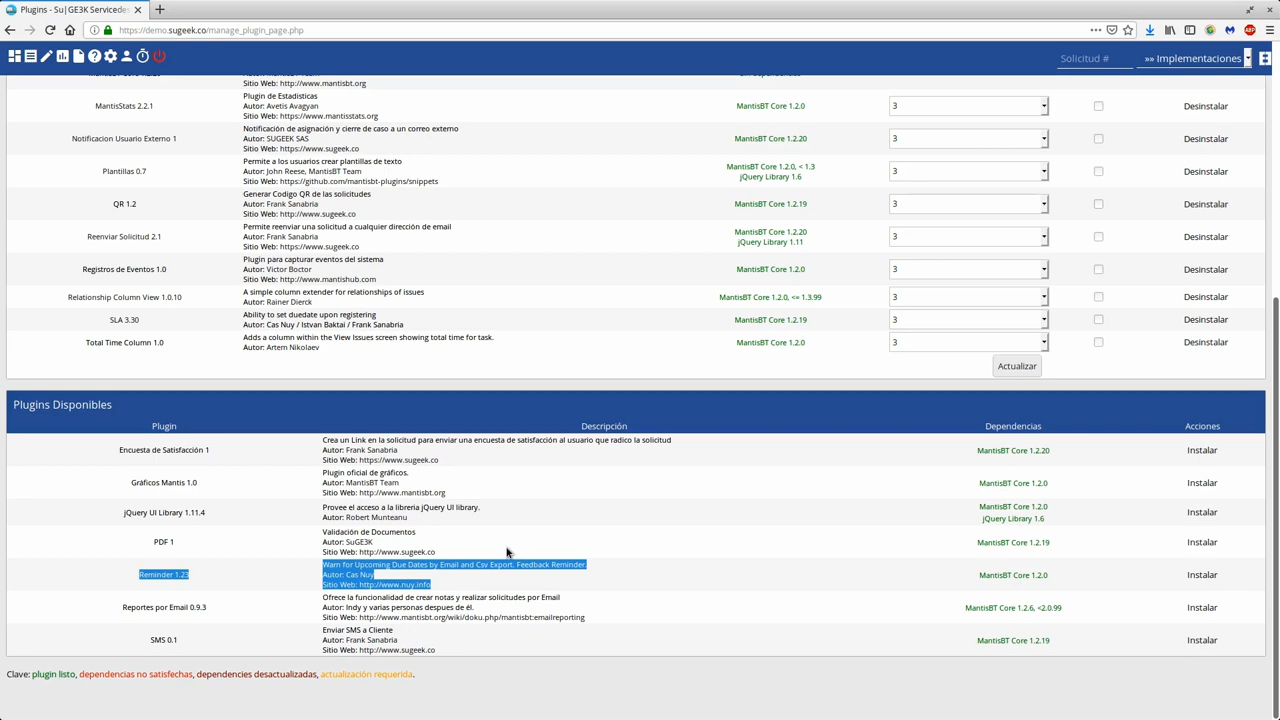 Plugins - Su|GE3K Servicedes
https://demo.sugeek.co/manage_plugin_page.php
Solicitud #
»» Implementaciones
Sitio Web: http://www.mantisbt.org
MantisStats 2.2.1
Plugin de Estadisticas
Autor: Avetis Avagyan
Sitio Web: https://www.mantisstats.org
MantisBT Core 1.2.0
3
Desinstalar
Notificacion Usuario Externo 1
Notificación de asignación y cierre de caso a un correo externo
Autor: SUGEEK SAS
Sitio Web: https://www.sugeek.co
MantisBT Core 1.2.20
3
Desinstalar
Plantillas 0.7
Permite a los usuarios crear plantillas de texto
Autor: John Reese, MantisBT Team
Sitio Web: https://github.com/mantisbt-plugins/snippets
MantisBT Core 1.2.0, < 1.3
jQuery Library 1.6
3
Desinstalar
QR 1.2
Generar Codigo QR de las solicitudes
Autor: Frank Sanabria
Sitio Web: http://www.sugeek.co
MantisBT Core 1.2.19
3
Desinstalar
Reenviar Solicitud 2.1
Permite reenviar una solicitud a cualquier dirección de email
Autor: Frank Sanabria
Sitio Web: https://www.sugeek.co
MantisBT Core 1.2.20
jQuery Library 1.11
3
Desinstalar
Registros de Eventos 1.0
Plugin para capturar eventos del sistema
Autor: Victor Boctor
Sitio Web: http://www.mantishub.com
MantisBT Core 1.2.0
3
Desinstalar
Relationship Column View 1.0.10
A simple column extender for relationships of issues
Autor: Rainer Dierck
MantisBT Core 1.2.0, <= 1.3.99
3
Desinstalar
SLA 3.30
Ability to set duedate upon registering
Autor: Cas Nuy / Istvan Baktai / Frank Sanabria
MantisBT Core 1.2.19
3
Desinstalar
Total Time Column 1.0
Adds a column within the View Issues screen showing total time for task.
Autor: Artem Nikolaev
MantisBT Core 1.2.0
3
Desinstalar
Actualizar
Plugins Disponibles
Plugin Descripción Dependencias Acciones
Encuesta de Satisfacción 1
Crea un Link en la solicitud para enviar una encuesta de satisfacción al usuario que radico la solicitud
Autor: Frank Sanabria
Sitio Web: https://www.sugeek.co
MantisBT Core 1.2.20
Instalar
Gráficos Mantis 1.0
Plugin oficial de gráficos.
Autor: MantisBT Team
Sitio Web: http://www.mantisbt.org
MantisBT Core 1.2.0
Instalar
jQuery UI Library 1.11.4
Provee el acceso a la libreria jQuery UI library.
Autor: Robert Munteanu
MantisBT Core 1.2.0
jQuery Library 1.6
Instalar
PDF 1
Validación de Documentos
Autor: SuGE3K
Sitio Web: http://www.sugeek.co
MantisBT Core 1.2.19
Instalar
Reminder 1.23
Warn for Upcoming Due Dates by Email and Csv Export. Feedback Reminder.
Autor: Cas Nuy
Sitio Web: http://www.nuy.info
MantisBT Core 1.2.0
Instalar
Reportes por Email 0.9.3
Ofrece la funcionalidad de crear notas y realizar solicitudes por Email
Autor: Indy y varias personas despues de él.
Sitio Web: http://www.mantisbt.org/wiki/doku.php/mantisbt:emailreporting
MantisBT Core 1.2.6, <2.0.99
Instalar
SMS 0.1
Enviar SMS a Cliente
Autor: Frank Sanabria
Sitio Web: http://www.sugeek.co
MantisBT Core 1.2.19
Instalar
Clave: plugin listo, dependencias no satisfechas, dependencies desactualizadas, actualización requerida.